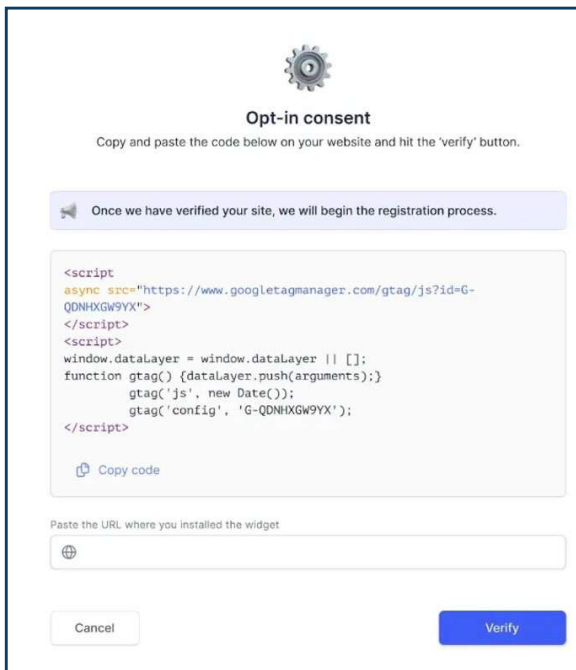 Opt-in consent
Copy and paste the code below on your website and hit the 'verify' button.
Once we have verified your site, we will begin the registration process.
<script
async src="https://www.googletagmanager.com/gtag/js?id=G-
QDNHXGW9YX">
</script>
<script>
window.dataLayer = window.dataLayer || [];
function gtag() {dataLayer.push(arguments);}
gtag('js', new Date());
gtag('config', 'G-QDNHXGW9YX');
</script>
Copy code
Paste the URL where you installed the widget
Cancel
Verify